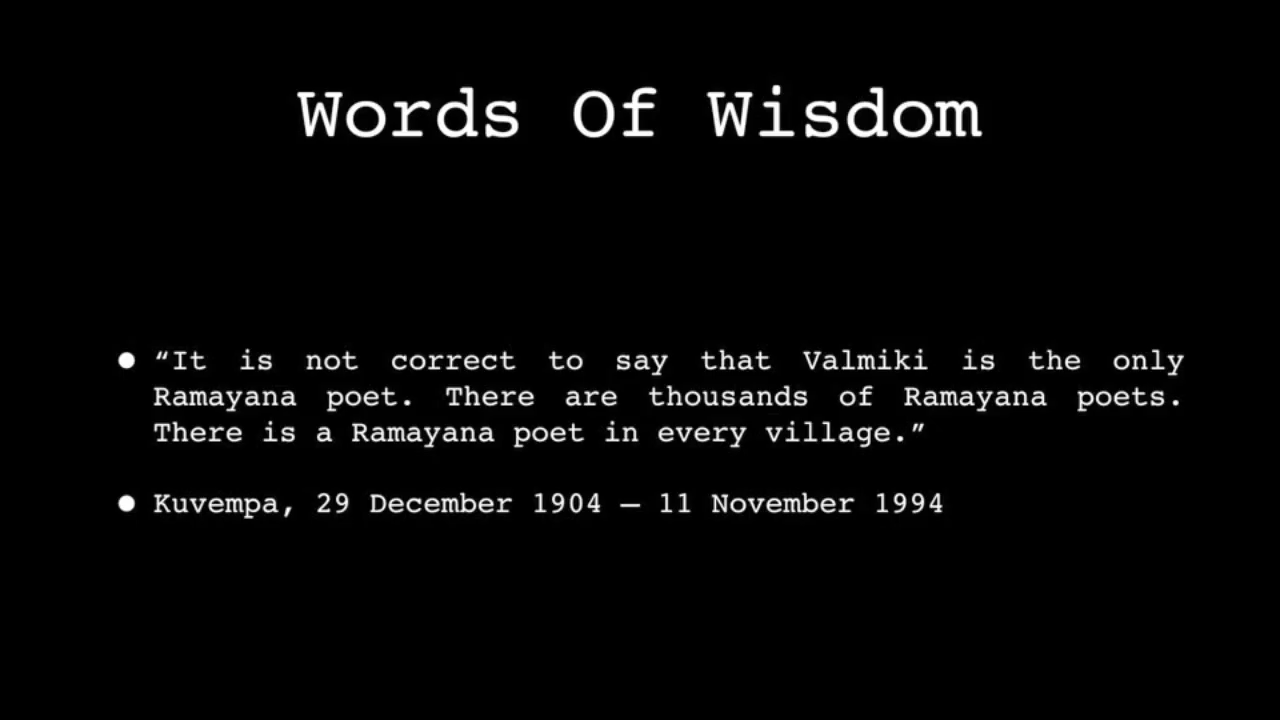 Words Of Wisdom
● “It is not correct to say that Valmiki is the only
Ramayana poet. There are thousands of Ramayana poets.
There is a Ramayana poet in every village.”
● Kuvempa, 29 December 1904 – 11 November 1994